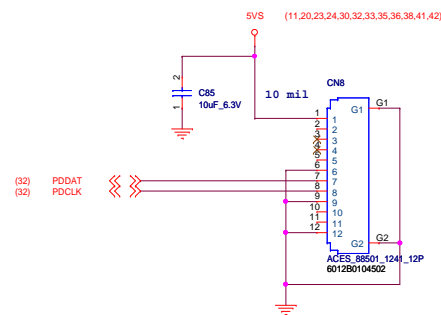 5VS (11,20,23,24,30,32,33,35,36,38,41,42)
2
C85
10uF_6.3V
1
10 mil
CN8
G1 G1
1 1
2 2
3 3
4 4
5 5
6 6
(32) PDDAT 7 7
(32) PDCLK 8 8
9 9
10 10
11 11
12 12
G2 G2
ACES_88501_1241_12P
6012B0104502